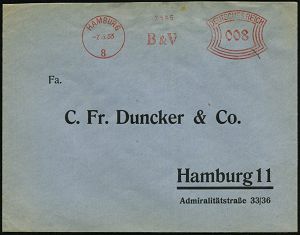 HAMBURG
8
B & V
DEUTSCHES REICH
008
Fa.
C. Fr. Duncker & Co.
Hamburg 11
Admiralitätstraße 33/36